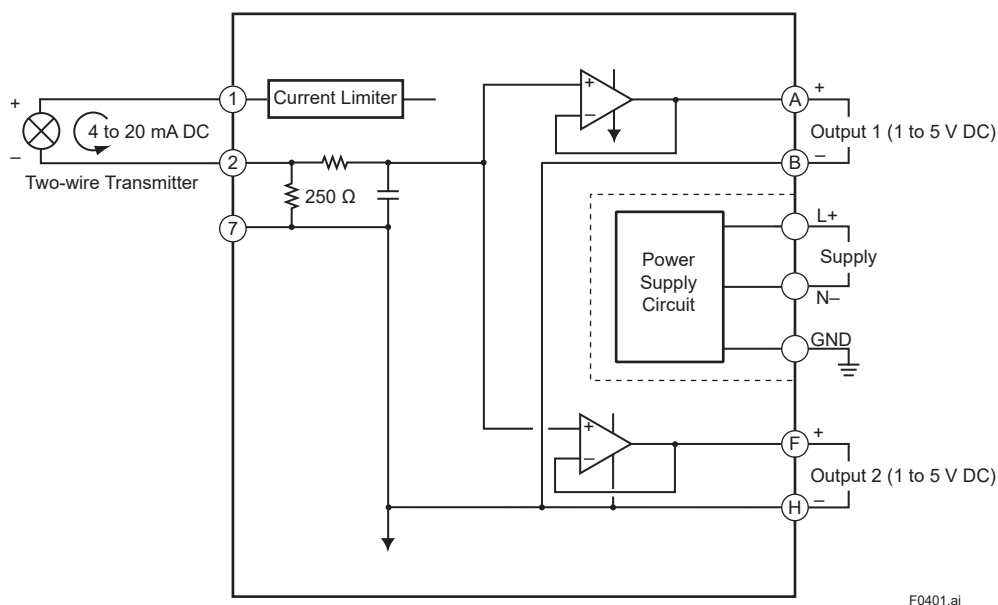 +
–
4 to 20 mA DC
Two-wire Transmitter
1
2
7
Current Limiter
250 Ω
+
–
A
B
+
Output 1 (1 to 5 V DC)
–
Power
Supply
Circuit
L+
Supply
N–
GND
+
–
F
H
+
Output 2 (1 to 5 V DC)
–
F0401.ai